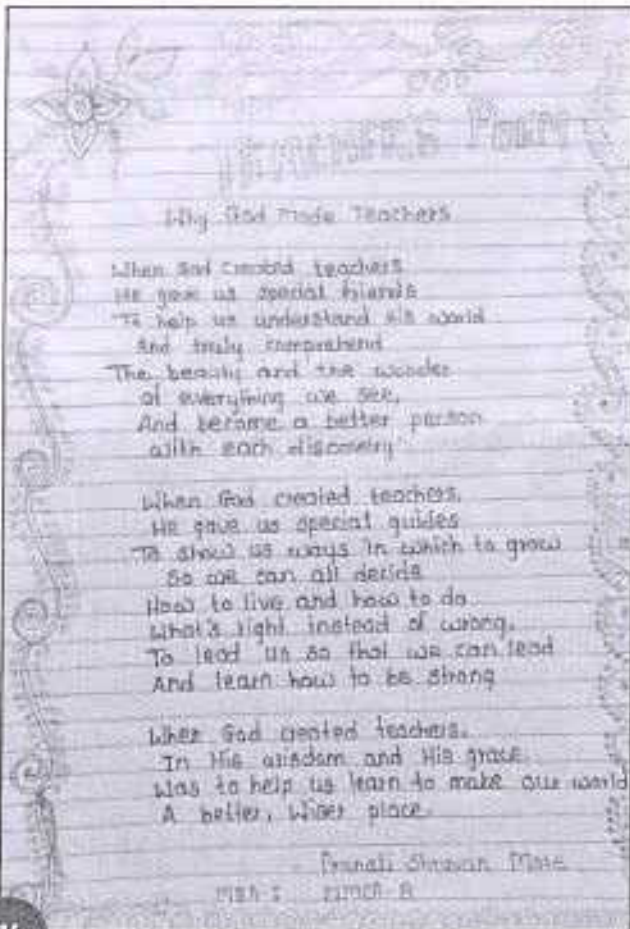 TEACHER'S POEM
Why God Made Teachers
When God created teachers
He gave us special friends
To help us understand His world
And truly comprehend
The beauty and the wonder
of everything we see,
And become a better person
with each discovery
When God created teachers,
He gave us special guides
To show us ways in which to grow
So we can all decide
How to live and how to do
what's right instead of wrong,
To lead us so that we can lead
And learn how to be strong
When God created teachers,
In His wisdom and His grace
was to help us learn to make our world
A better, wiser place.
Pranali Shravan More